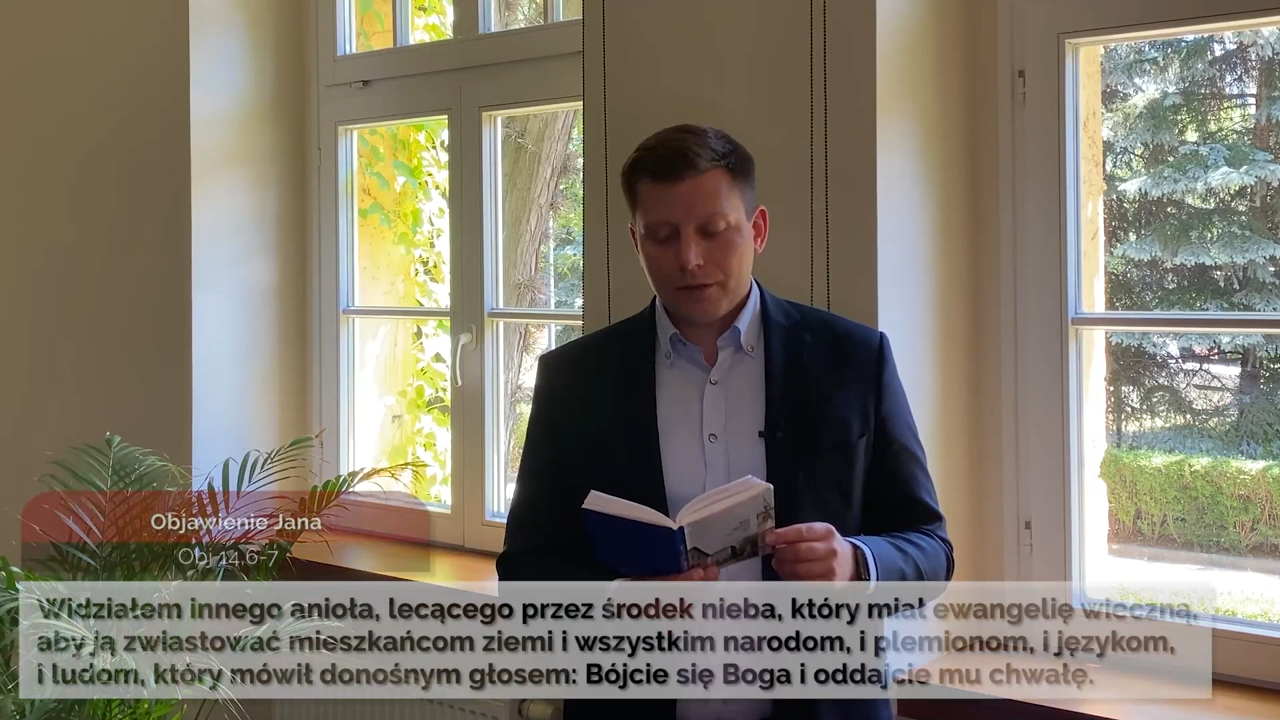 Objawienie Jana
Obj 14,6-7
Widziałem innego anioła, lecącego przez środek nieba, który miał ewangelię wieczną,
aby ją zwiastować mieszkańcom ziemi i wszystkim narodom, i plemionom, i językom,
i ludom, który mówił donośnym głosem: Bójcie się Boga i oddajcie mu chwałę.